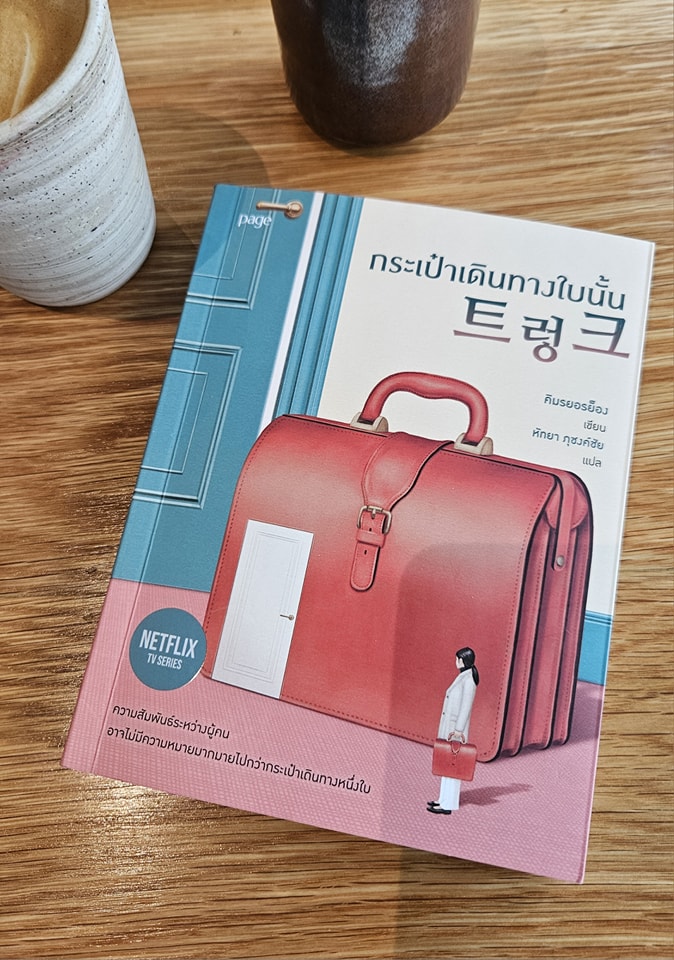 page
กระเป๋าเดินทางใบนั้น
트렁크
คิมรยอรย็อง
เขียน
หัทยา ภุชงค์ชัย
แปล
NETFLIX
TV SERIES
ความสัมพันธ์ระหว่างผู้คน
อาจไม่มีความหมายมากมายไปกว่ากระเป๋าเดินทางหนึ่งใบ